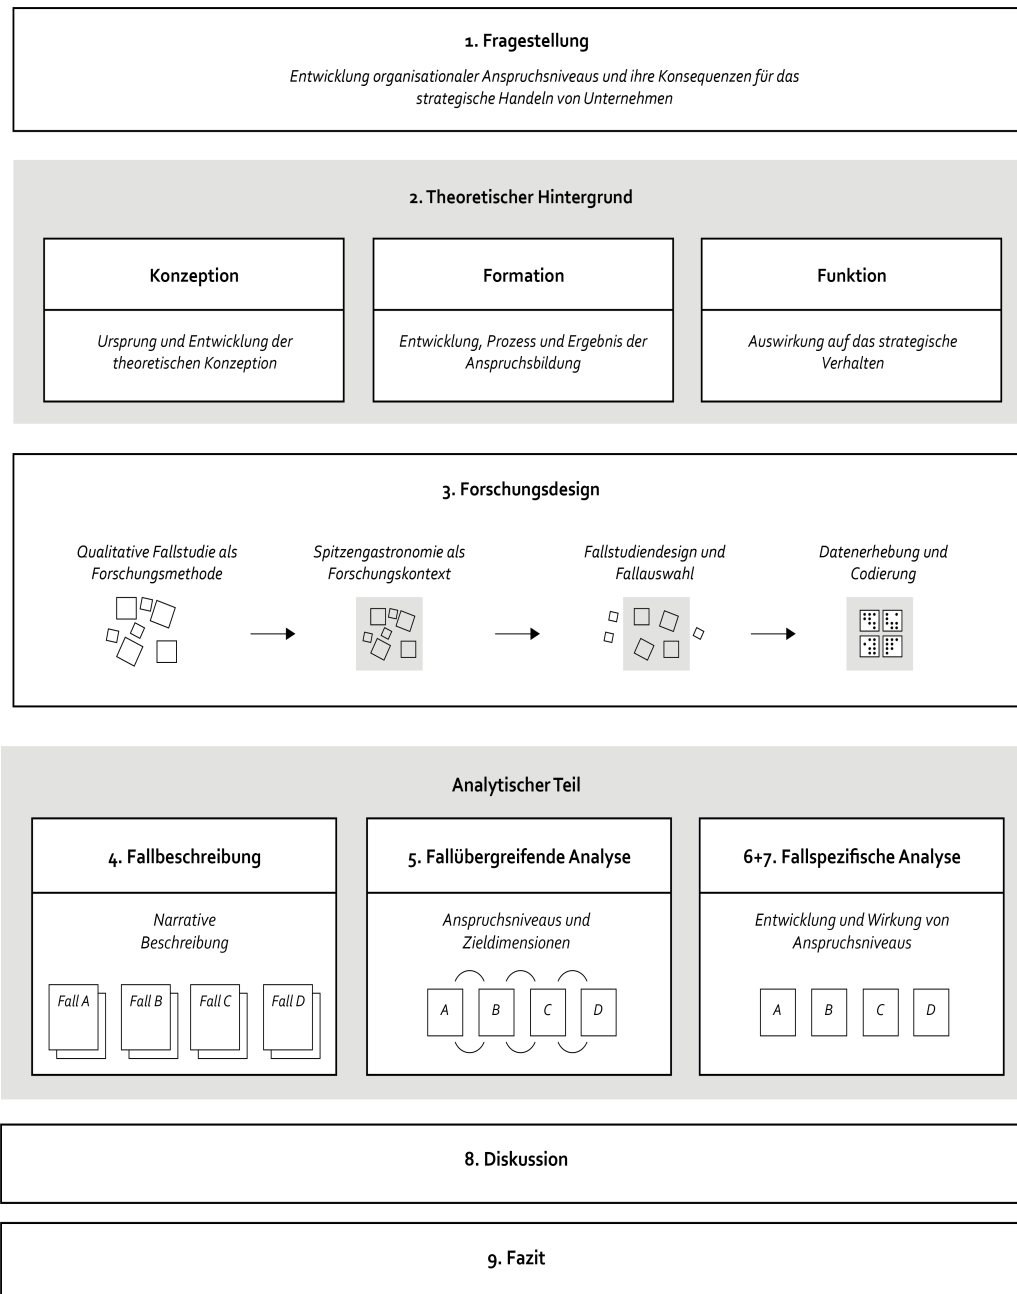 1. Fragestellung
Entwicklung organisationaler Anspruchsniveaus und ihre Konsequenzen für das
strategische Handeln von Unternehmen
2. Theoretischer Hintergrund
Konzeption
Ursprung und Entwicklung der
theoretischen Konzeption
Formation
Entwicklung, Prozess und Ergebnis der
Anspruchsbildung
Funktion
Auswirkung auf das strategische
Verhalten
3. Forschungsdesign
Qualitative Fallstudie als
Forschungsmethode
Spitzengastronomie als
Forschungskontext
Fallstudiendesign und
Fallauswahl
Datenerhebung und
Codierung
Analytischer Teil
4. Fallbeschreibung
Narrative
Beschreibung
Fall A
Fall B
Fall C
Fall D
5. Fallübergreifende Analyse
Anspruchsniveaus und
Zieldimensionen
A
B
C
D
6+7. Fallspezifische Analyse
Entwicklung und Wirkung von
Anspruchsniveaus
A
B
C
D
8. Diskussion
9. Fazit